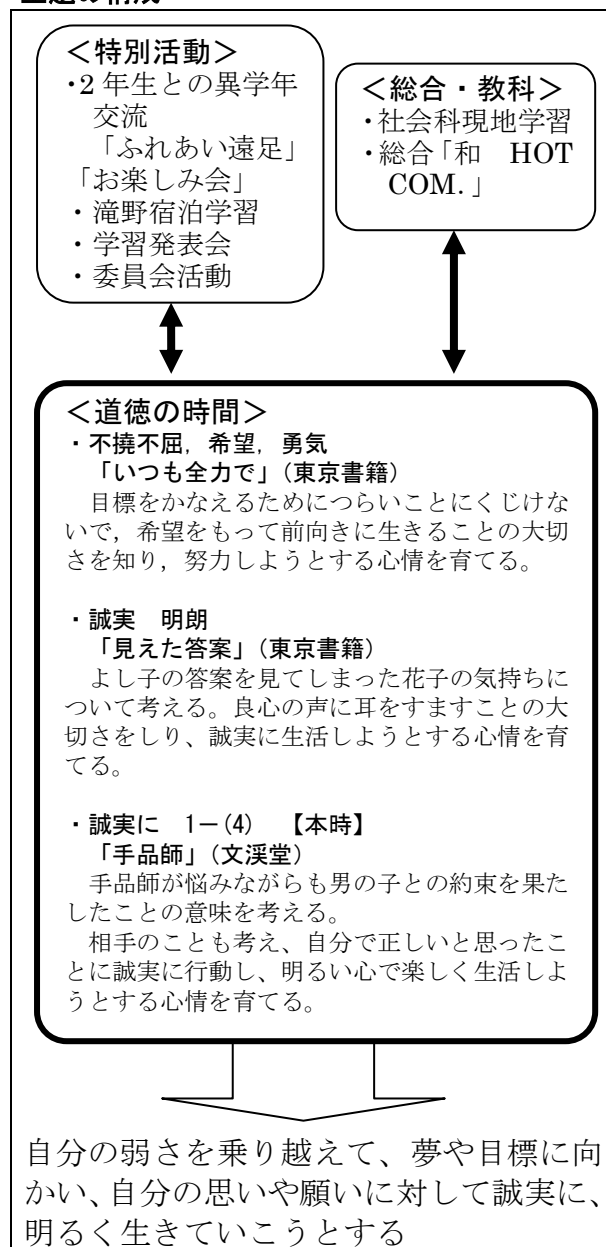 ＜特別活動＞
・2 年生との異学年
交流
「ふれあい遠足」
「お楽しみ会」
・滝野宿泊学習
・学習発表会
・委員会活動
＜総合・教科＞
・社会科現地学習
・総合「和　HOT
COM.」
＜道徳の時間＞
・不撓不屈，希望，勇気
「いつも全力で」（東京書籍）
目標をかなえるためにつらいことにくじけな
いで，希望をもって前向きに生きることの大切
さを知り，努力しようとする心情を育てる。
・誠実　明朗
「見えた答案」（東京書籍）
よし子の答案を見てしまった花子の気持ちに
ついて考える。良心の声に耳をすますことの大
切さをしり、誠実に生活しようとする心情を育
てる。
・誠実に　1－(4)　【本時】
「手品師」（文渓堂）
手品師が悩みながらも男の子との約束を果た
したことの意味を考える。
相手のことも考え、自分で正しいと思ったこ
とに誠実に行動し、明るい心で楽しく生活しよ
うとする心情を育てる。
自分の弱さを乗り越えて、夢や目標に向
かい、自分の思いや願いに対して誠実に、
明るく生きていこうとする